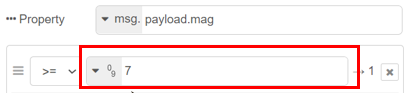 Property msg. payload.mag
>= 0 9 7 → 1